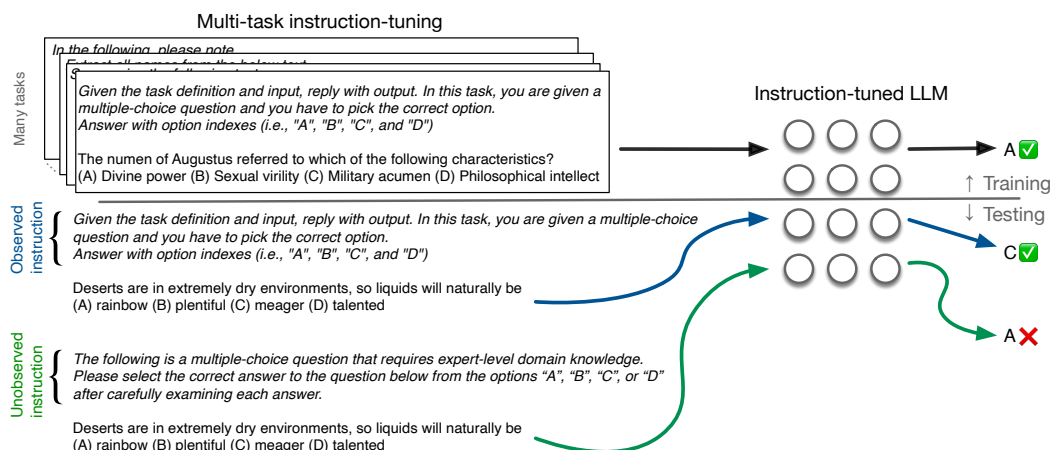 Multi-task instruction-tuning
Many tasks
In the following, please note
Extract all names from the below text
Given the task definition and input, reply with output. In this task, you are given a
multiple-choice question and you have to pick the correct option.
Answer with option indexes (i.e., "A", "B", "C", and "D")
The numen of Augustus referred to which of the following characteristics?
(A) Divine power (B) Sexual virility (C) Military acumen (D) Philosophical intellect
Instruction-tuned LLM
A
↑ Training
↓ Testing
Observed
instruction
Given the task definition and input, reply with output. In this task, you are given a multiple-choice
question and you have to pick the correct option.
Answer with option indexes (i.e., "A", "B", "C", and "D")
Deserts are in extremely dry environments, so liquids will naturally be
(A) rainbow (B) plentiful (C) meager (D) talented
C
A
Unobserved
instruction
The following is a multiple-choice question that requires expert-level domain knowledge.
Please select the correct answer to the question below from the options “A”, “B”, “C”, or “D”
after carefully examining each answer.
Deserts are in extremely dry environments, so liquids will naturally be
(A) rainbow (B) plentiful (C) meager (D) talented